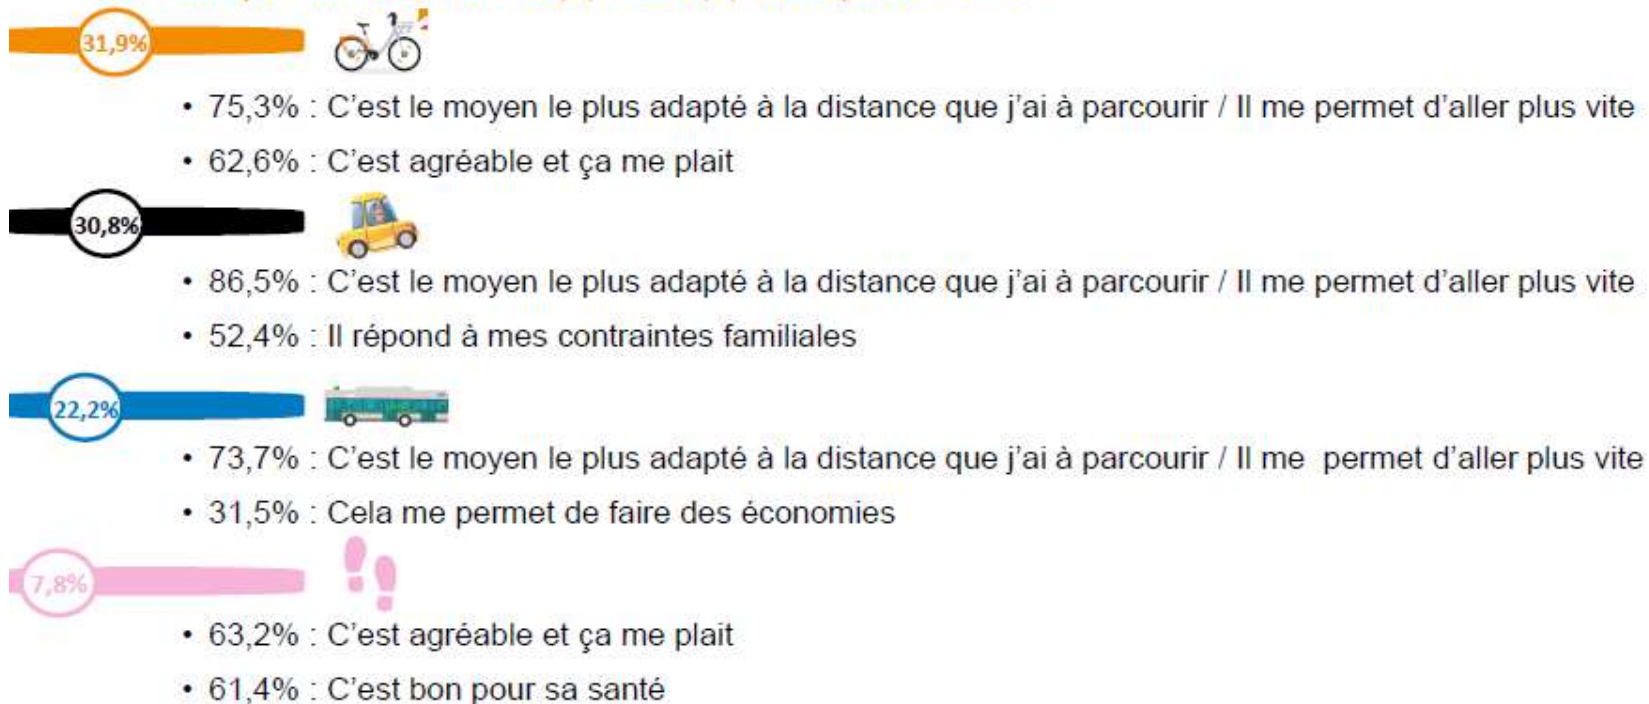 31,9%
• 75,3% : C'est le moyen le plus adapté à la distance que j'ai à parcourir / Il me permet d'aller plus vite
• 62,6% : C'est agréable et ça me plait
30,8%
• 86,5% : C'est le moyen le plus adapté à la distance que j'ai à parcourir / Il me permet d'aller plus vite
• 52,4% : Il répond à mes contraintes familiales
22,2%
• 73,7% : C'est le moyen le plus adapté à la distance que j'ai à parcourir / Il me permet d'aller plus vite
• 31,5% : Cela me permet de faire des économies
7,8%
• 63,2% : C'est agréable et ça me plait
• 61,4% : C'est bon pour sa santé